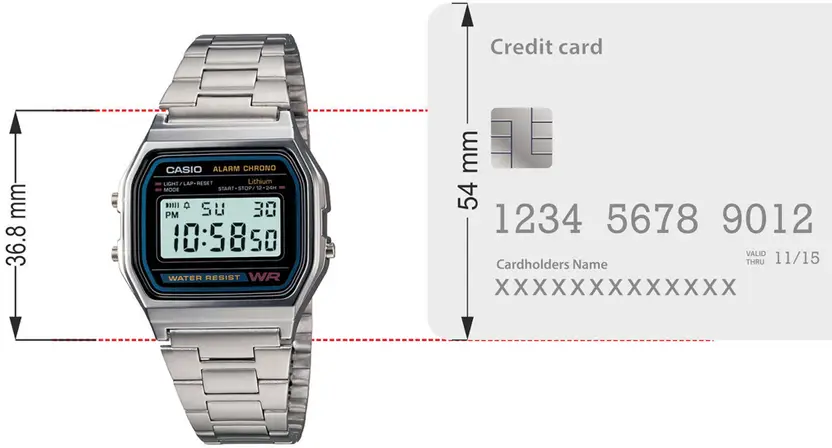 36.8 mm
CASIO ALARM CHRONO
LIGHT / LAP•RESET
MODE
Lithium
START•STOP / 12•24H
PM SU 30
10:58 50
WATER RESIST WR
54 mm
Credit card
1234 5678 9012
VALID
THRU 11/15
Cardholders Name
XXXXXXXXXXXXX